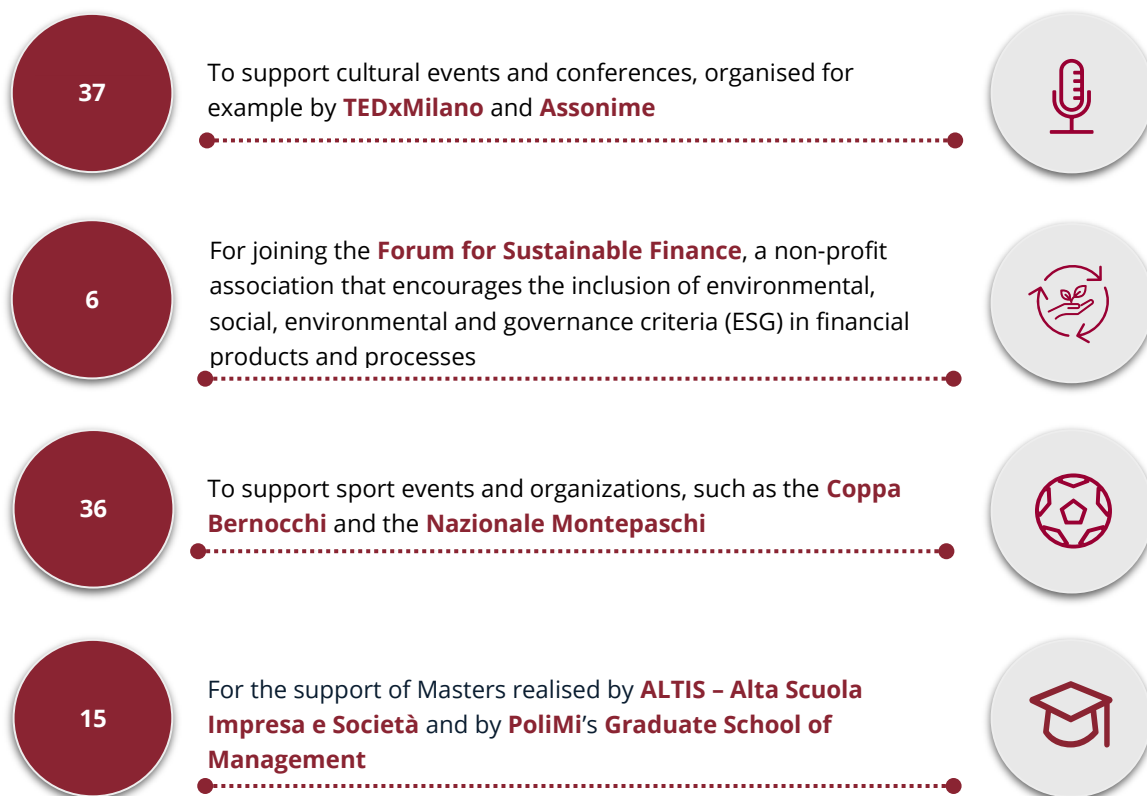 37
To support cultural events and conferences, organised for
example by TEDxMilano and Assonime
6
For joining the Forum for Sustainable Finance, a non-profit
association that encourages the inclusion of environmental,
social, environmental and governance criteria (ESG) in financial
products and processes
36
To support sport events and organizations, such as the Coppa
Bernocchi and the Nazionale Montepaschi
15
For the support of Masters realised by ALTIS – Alta Scuola
Impresa e Società and by PoliMi’s Graduate School of
Management